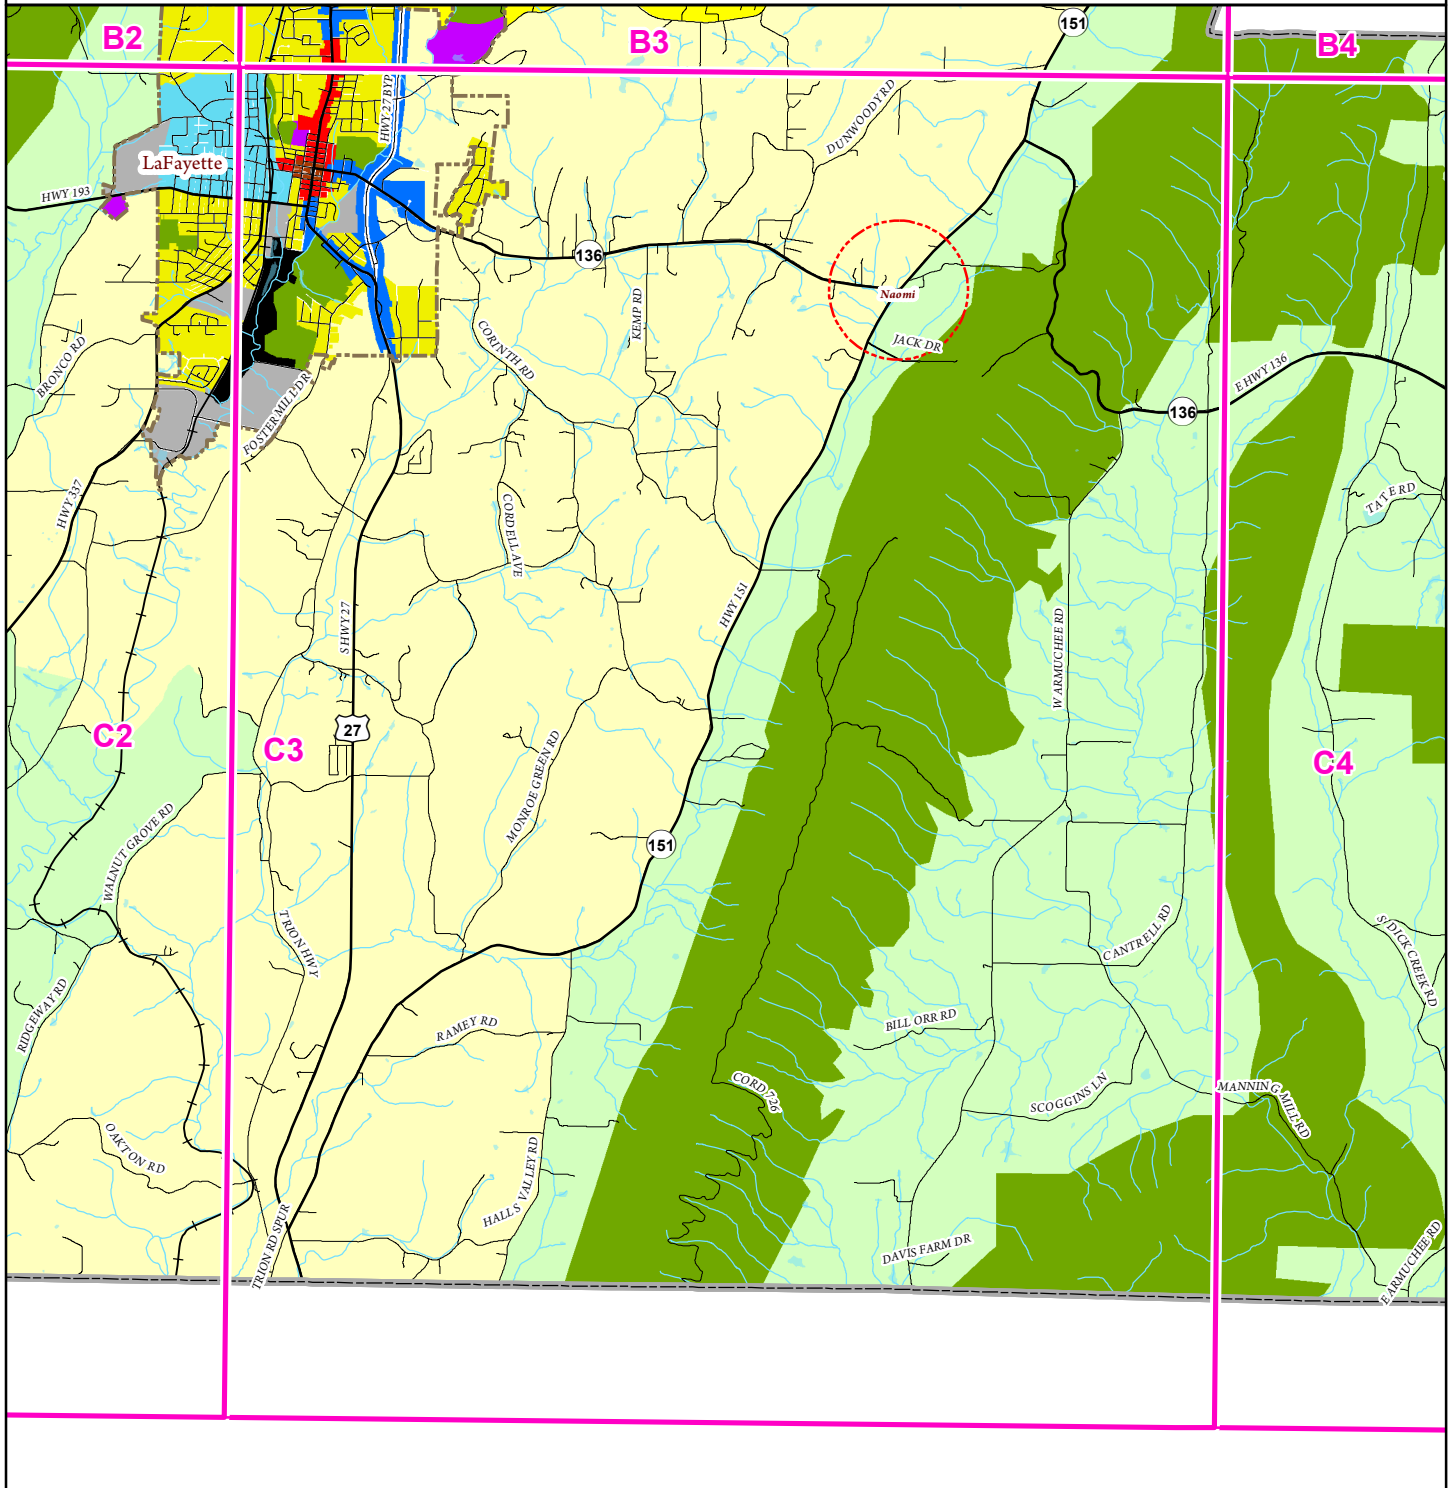 151
B2
B3
B4
HWY 27 BYP
DUNWOODY RD
LaFayette
HWY 193
136
Naomi
KEMP RD
CORINTH RD
JACK DR
BRONCO RD
E HWY 136
136
FOSTER MILL DR
HWY 337
CORDELL AVE
TATE RD
HWY 151
S HWY 27
W ARMUCHEE RD
C2
27
C3
C4
MONROE GREEN RD
WALNUT GROVE RD
151
TRION HWY
CANTRELL RD
S DICK CREEK RD
RIDGEWAY RD
RAMEY RD
BILL ORR RD
CORD 726
SCOGGINS LN
MANNING MILL RD
OAKTON RD
HALLS VALLEY RD
TRION RD SPUR
DAVIS FARM DR
E ARMUCHEE RD